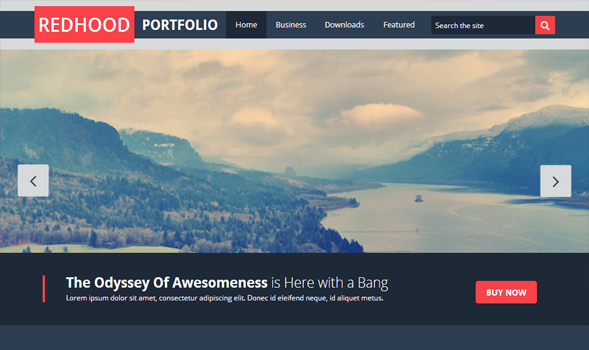 REDHOOD PORTFOLIO Home Business Downloads Featured Search the site
The Odyssey Of Awesomeness is Here with a Bang
Lorem ipsum dolor sit amet, consectetur adipiscing elit. Donec id eleifend neque, id aliquet metus.
BUY NOW